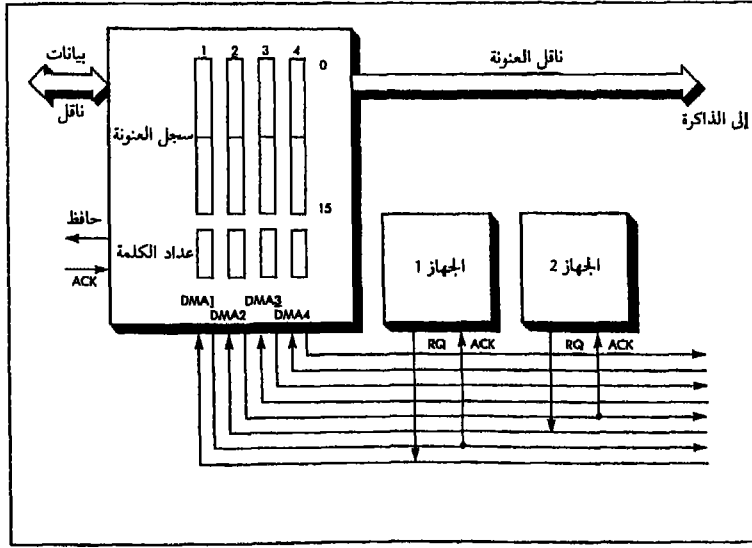 1 2 3 4
0
بيانات
ناقل
ناقل العنونة
إلى الذاكرة
سجل العنونة
15
حافظ
عداد الكلمة
ACK
الجهاز 1
الجهاز 2
DMA1
DMA2
DMA3
DMA4
RQ ACK
RQ ACK